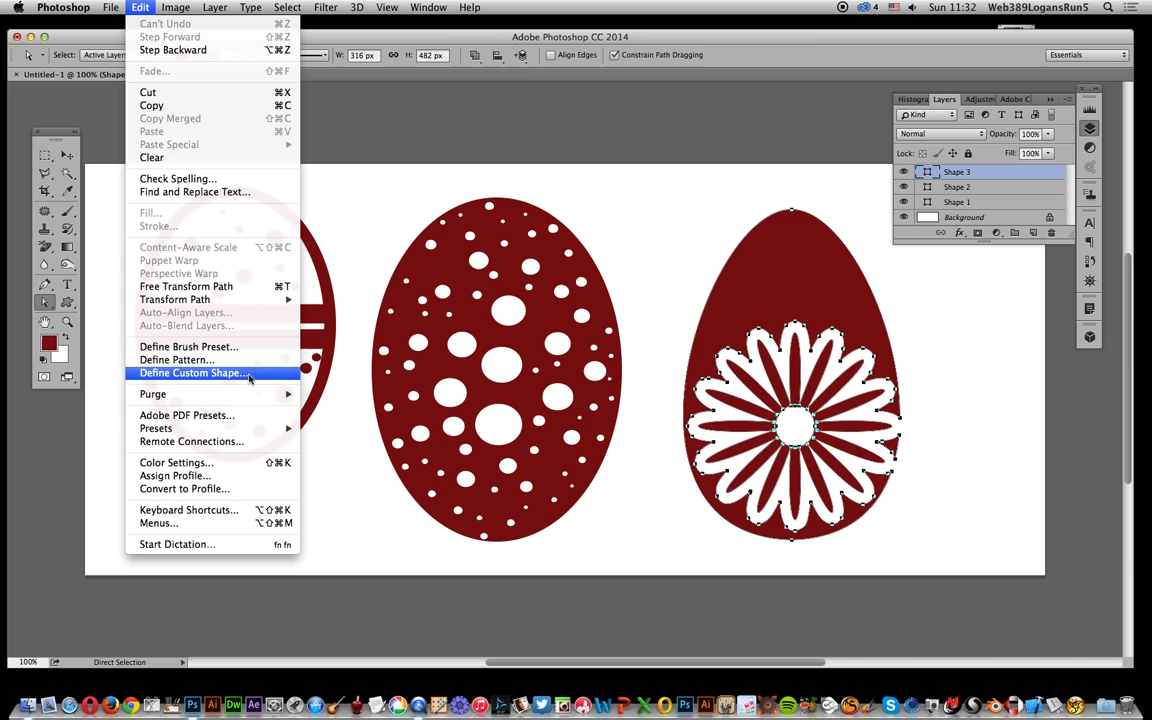 Photoshop File Edit Image Layer Type Select Filter 3D View Window Help 4 Sun 11:32 Web389LogansRun5
Adobe Photoshop CC 2014
Select: Active Layers W: 316 px H: 482 px Align Edges Constrain Path Dragging Essentials
Untitled-1 @ 100% (Shape
Can't Undo ⌘Z
Step Forward ⇧⌘Z
Step Backward ⌥⌘Z
Fade... ⇧⌘F
Cut ⌘X
Copy ⌘C
Copy Merged ⇧⌘C
Paste ⌘V
Paste Special
Clear
Check Spelling...
Find and Replace Text...
Fill...
Stroke...
Content-Aware Scale ⌥⇧⌘C
Puppet Warp
Perspective Warp
Free Transform Path ⌘T
Transform Path
Auto-Align Layers...
Auto-Blend Layers...
Define Brush Preset...
Define Pattern...
Define Custom Shape...
Purge
Adobe PDF Presets...
Presets
Remote Connections...
Color Settings... ⇧⌘K
Assign Profile...
Convert to Profile...
Keyboard Shortcuts... ⌥⇧⌘K
Menus... ⌥⇧⌘M
Start Dictation... fn fn
Histogra Layers Adjustm Adobe C
Kind
Normal Opacity: 100%
Lock: Fill: 100%
Shape 3
Shape 2
Shape 1
Background
100% Direct Selection